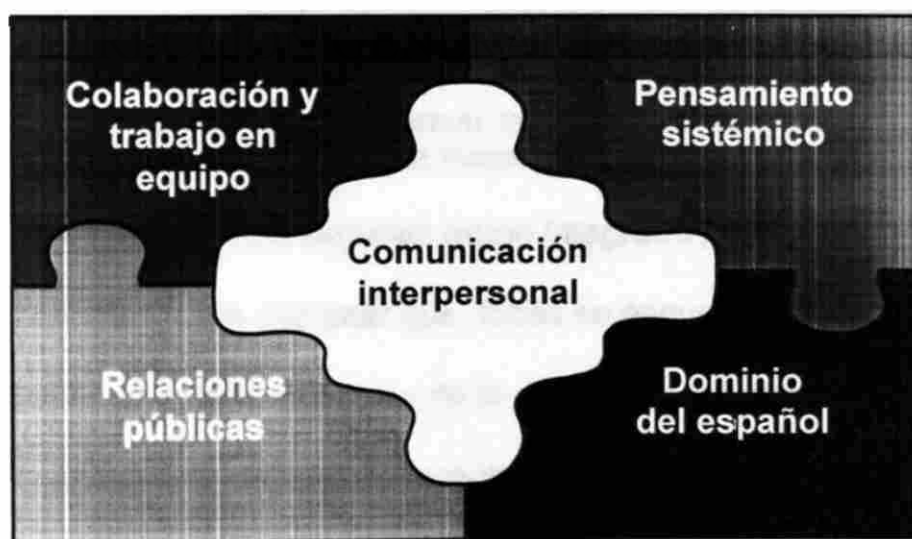 Colaboración y
trabajo en
equipo
Pensamiento
sistémico
Comunicación
interpersonal
Relaciones
públicas
Dominio
del español